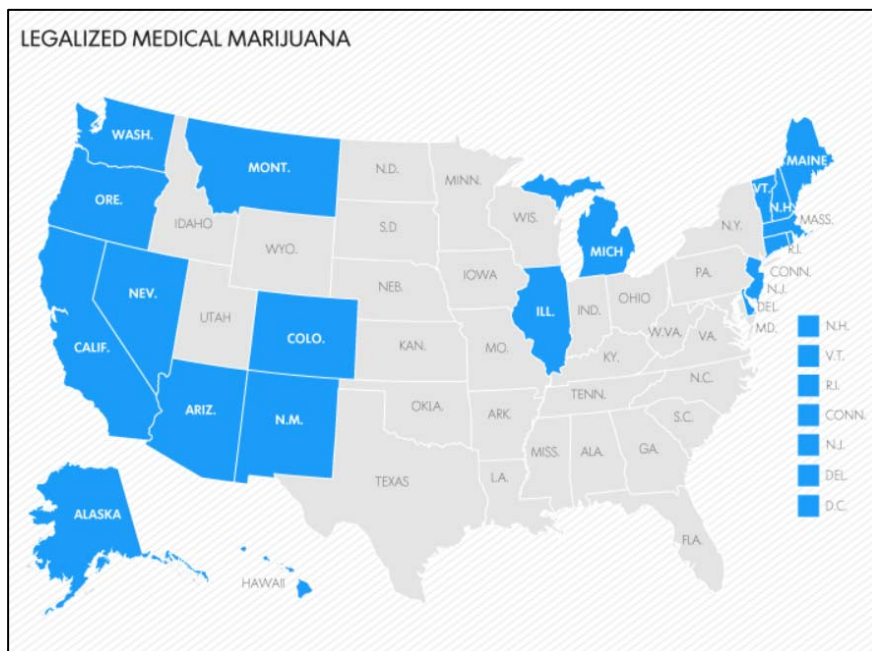 LEGALIZED MEDICAL MARIJUANA
WASH.
MONT.
N.D.
MINN.
MAINE
VT.
N.H.
ORE.
IDAHO
S.D
WIS.
MICH
N.Y.
MASS.
R.I.
WYO.
IOWA
PA.
CONN.
NEV.
NEB.
ILL.
IND.
OHIO
N.J.
UTAH
COLO.
DEL.
CALIF.
KAN.
MO.
W.VA.
VA.
MD.
KY.
ARIZ.
N.M.
OKLA.
ARK.
TENN.
N.C.
S.C.
TEXAS
LA.
MISS.
ALA.
GA.
FLA.
ALASKA
HAWAII
N.H.
V.T.
R.I.
CONN.
N.J.
DEL.
D.C.